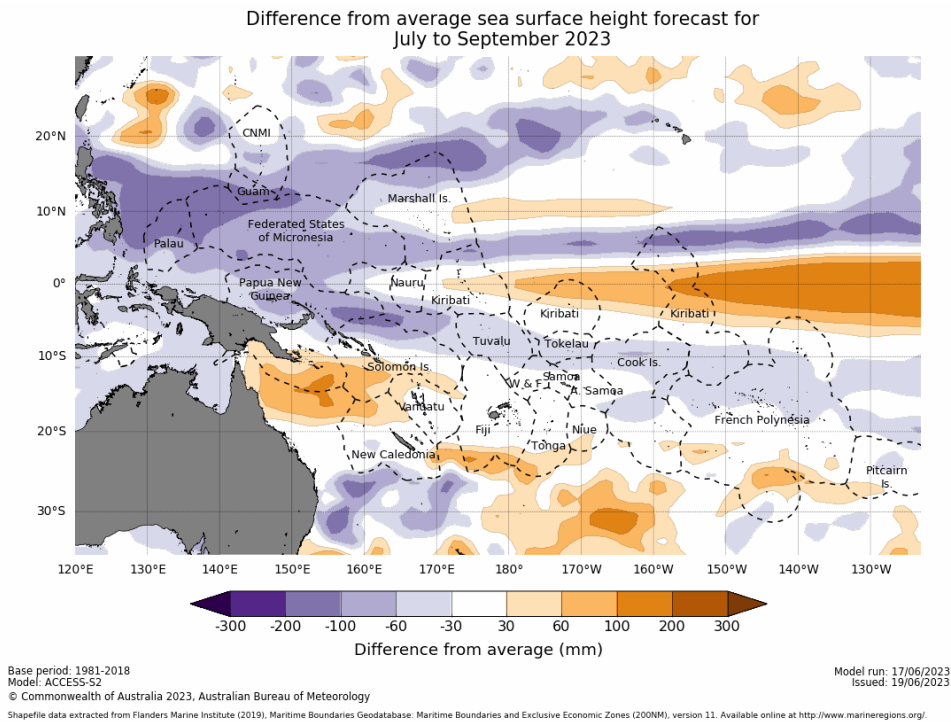 Difference from average sea surface height forecast for
July to September 2023
20°N
10°N
0°
10°S
20°S
30°S
CNMI
Guam
Marshall Is.
Federated States
of Micronesia
Palau
Papua New
Guinea
Nauru
Kiribati
Kiribati
Kiribati
Tuvalu
Tokelau
Cook Is.
Solomon Is.
W & F
Samoa
A. Samoa
Vanuatu
French Polynesia
Fiji
Niue
Tonga
New Caledonia
Pitcairn
Is.
120°E 130°E 140°E 150°E 160°E 170°E 180° 170°W 160°W 150°W 140°W 130°W
-300 -200 -100 -60 -30 30 60 100 200 300
Difference from average (mm)
Base period: 1981-2018
Model: ACCESS-S2
© Commonwealth of Australia 2023, Australian Bureau of Meteorology
Model run: 17/06/2023
Issued: 19/06/2023
Shapefile data extracted from Flanders Marine Institute (2019), Maritime Boundaries Geodatabase: Maritime Boundaries and Exclusive Economic Zones (200NM), version 11. Available online at http://www.marineregions.org/.